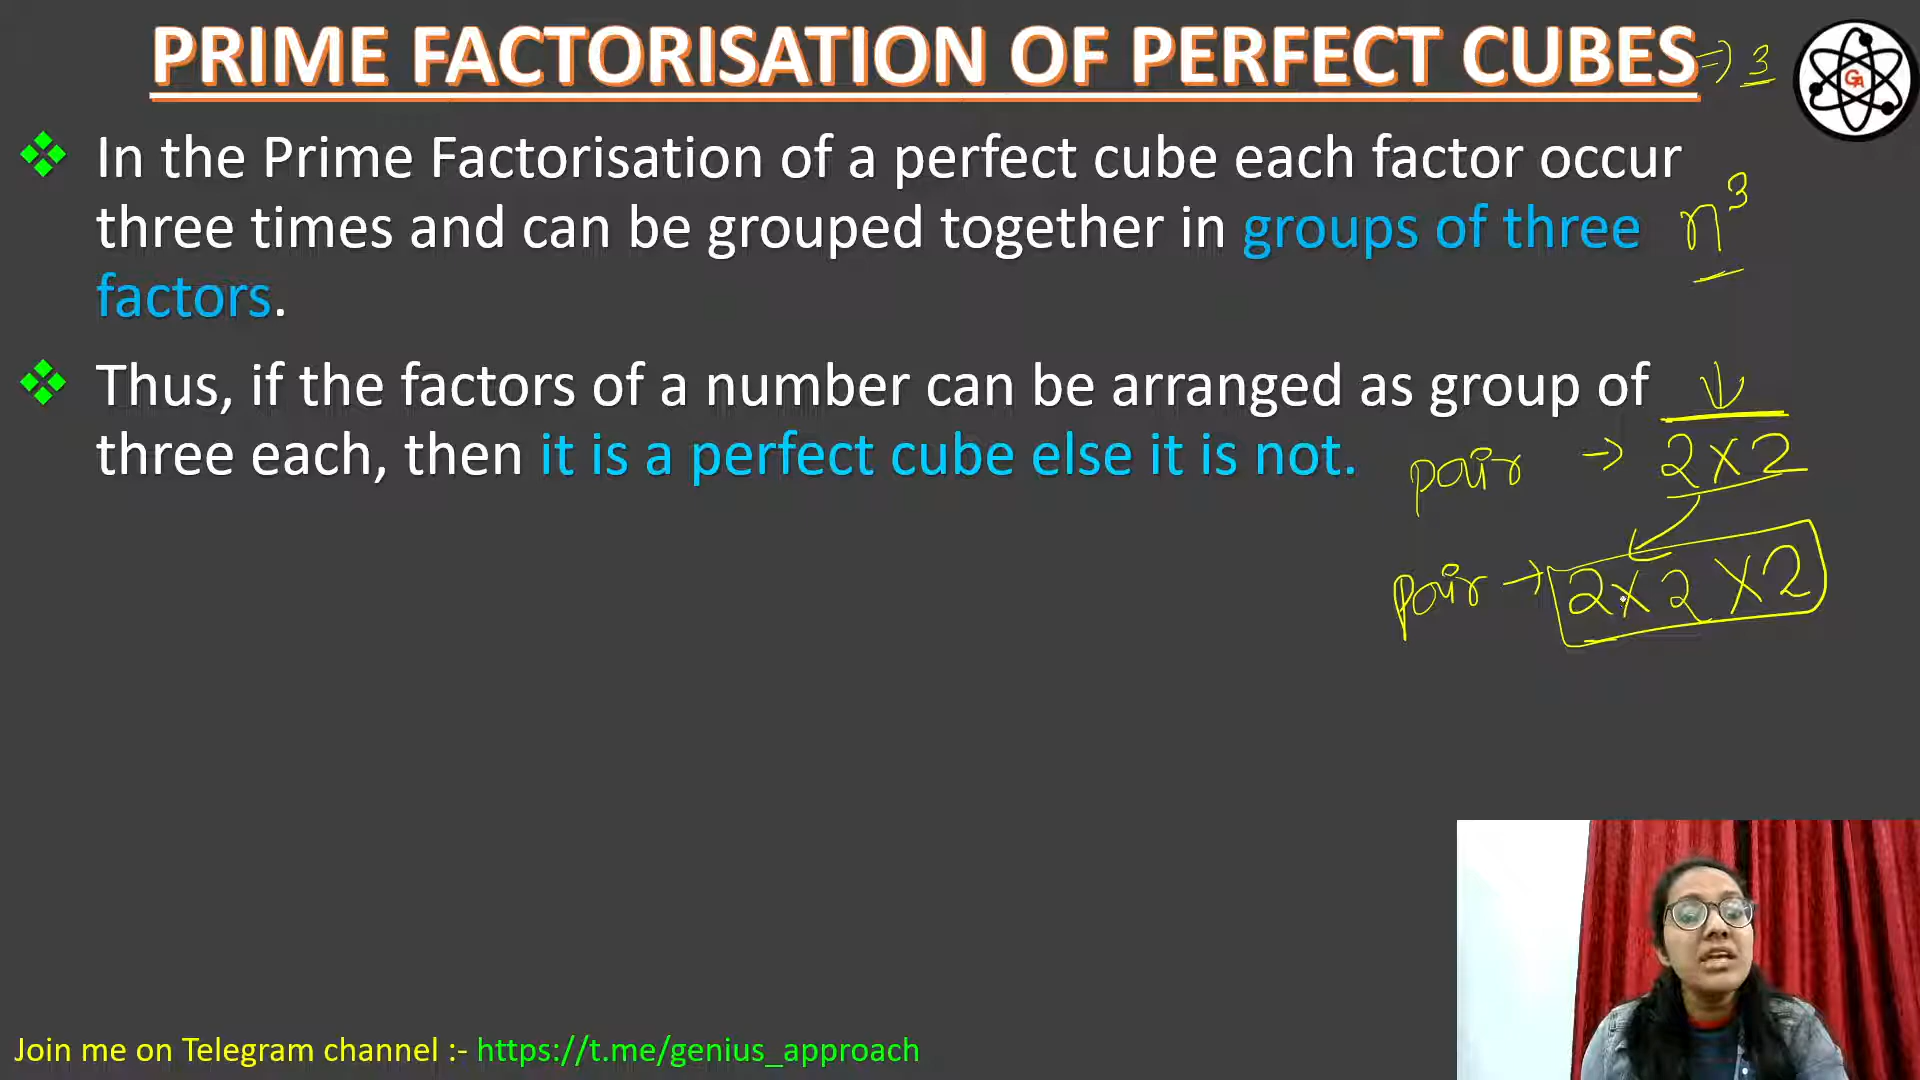 PRIME FACTORISATION OF PERFECT CUBES => 3
GA
In the Prime Factorisation of a perfect cube each factor occur
three times and can be grouped together in groups of three
factors.
n³
Thus, if the factors of a number can be arranged as group of
three each, then it is a perfect cube else it is not.
pair → 2 × 2
pair → 2 × 2 × 2
Join me on Telegram channel :- https://t.me/genius_approach